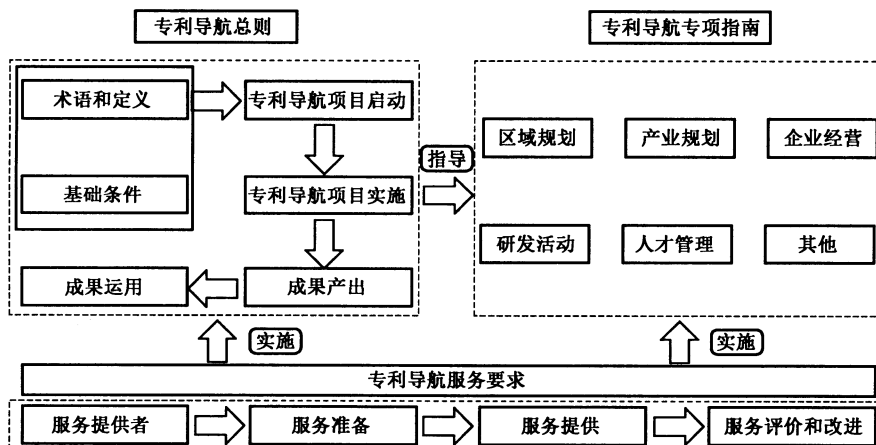 专利导航总则
专利导航专项指南
术语和定义
专利导航项目启动
基础条件
专利导航项目实施
成果运用
成果产出
指导
区域规划
产业规划
企业经营
研发活动
人才管理
其他
实施
实施
专利导航服务要求
服务提供者
服务准备
服务提供
服务评价和改进